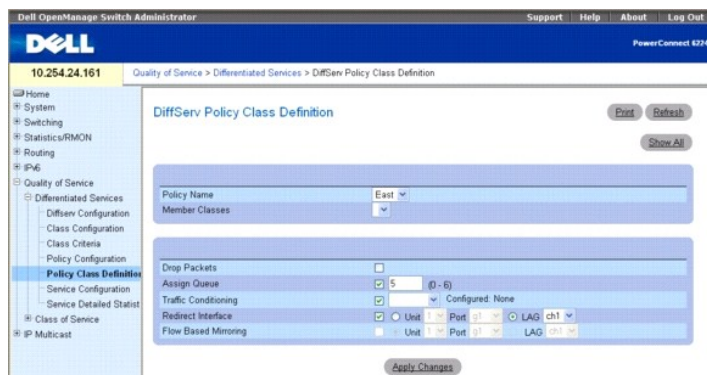 Dell OpenManage Switch Administrator Support Help About Log Out
DELL
PowerConnect 6224
10.254.24.161 Quality of Service > Differentiated Services > DiffServ Policy Class Definition
Home
System
Switching
Statistics/RMON
Routing
IPv6
Quality of Service
Differentiated Services
Diffserv Configuration
Class Configuration
Class Criteria
Policy Configuration
Policy Class Definition
Service Configuration
Service Detailed Statist
Class of Service
IP Multicast
DiffServ Policy Class Definition
Print Refresh
Show All
Policy Name East
Member Classes
Drop Packets
Assign Queue 5 (0 - 6)
Traffic Conditioning Configured: None
Redirect Interface Unit 1 Port g1 LAG ch1
Flow Based Mirroring Unit 1 Port g1 LAG ch1
Apply Changes